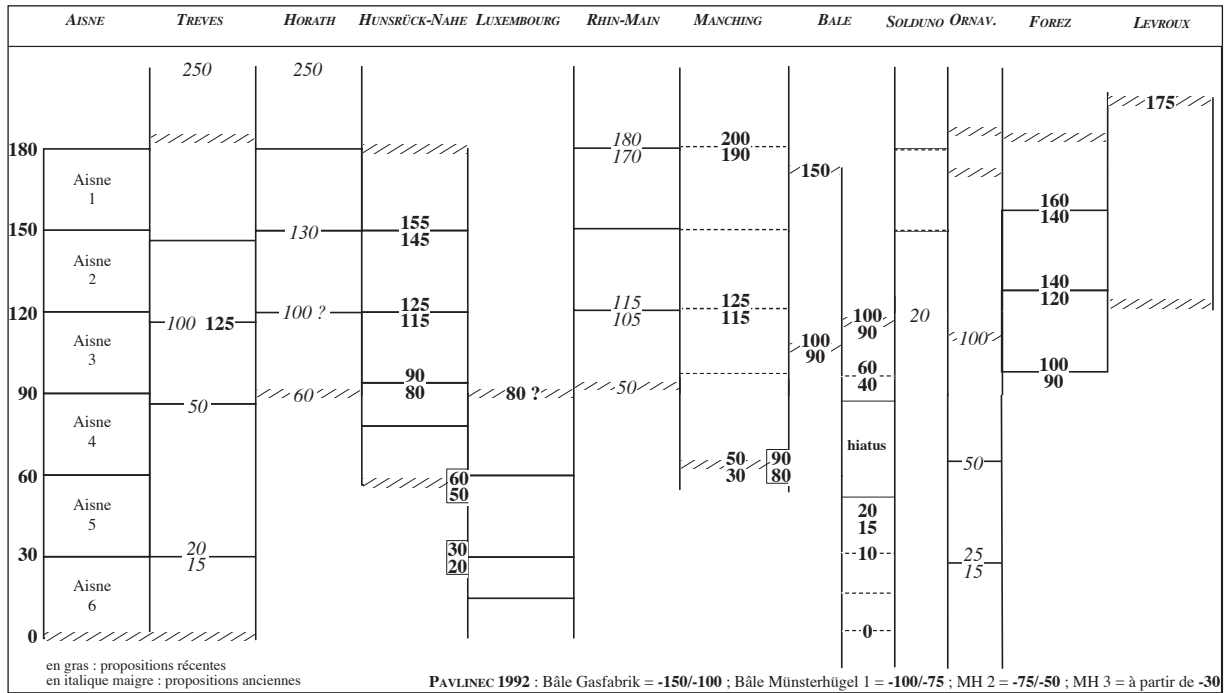 AISNE TREVES HORATH HUNSRÜCK-NAHE LUXEMBOURG RHIN-MAIN MANCHING BALE SOLDUNO ORNAV. FOREZ LEVROUX
250 250
175
180 180 200
170 190
150
Aisne
1
160
140
150 130 155
145
Aisne
2
140
120
120 100 125 100 ? 125 115 125 100 20
115 105 115 90
Aisne
3
100
100
90
100
90
90 60 90 80 ? 50 60
80 40
50
Aisne
4
hiatus
50 90 50
30 80
60 60
50
Aisne
5
20
15
30 20 30 10 25
15 20 15
Aisne
6
0 0
en gras : propositions récentes
en italique maigre : propositions anciennes
PAVLINEC 1992 : Bâle Gasfabrik = -150/-100 ; Bâle Münsterhügel 1 = -100/-75 ; MH 2 = -75/-50 ; MH 3 = à partir de -30